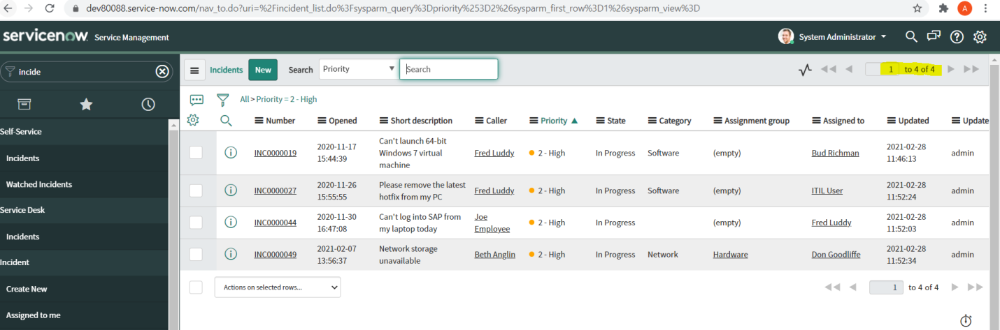 dev80088.service-now.com/nav_to.do?uri=%2Fincident_list.do%3Fsysparm_query%3Dpriority%253D2%26sysparm_first_row%3D1%26sysparm_view%3D
A
servicenow Service Management
System Administrator
incide
Incidents New Search Priority Search
1 to 4 of 4
All > Priority = 2 - High
Number Opened Short description Caller Priority ▲ State Category Assignment group Assigned to Updated Update
Self-Service
Incidents
Watched Incidents
Service Desk
Incidents
Incident
Create New
Assigned to me
INC0000019 2020-11-17 15:44:39 Can't launch 64-bit Windows 7 virtual machine Fred Luddy 2 - High In Progress Software (empty) Bud Richman 2021-02-28 11:46:13 admin
INC0000027 2020-11-26 15:55:55 Please remove the latest hotfix from my PC Fred Luddy 2 - High In Progress Software (empty) ITIL User 2021-02-28 11:52:24 admin
INC0000044 2020-11-30 16:47:08 Can't log into SAP from my laptop today Joe Employee 2 - High In Progress (empty) Fred Luddy 2021-02-28 11:52:03 admin
INC0000049 2021-02-07 13:56:37 Network storage unavailable Beth Anglin 2 - High In Progress Network Hardware Don Goodliffe 2021-02-28 11:52:34 admin
Actions on selected rows...
1 to 4 of 4